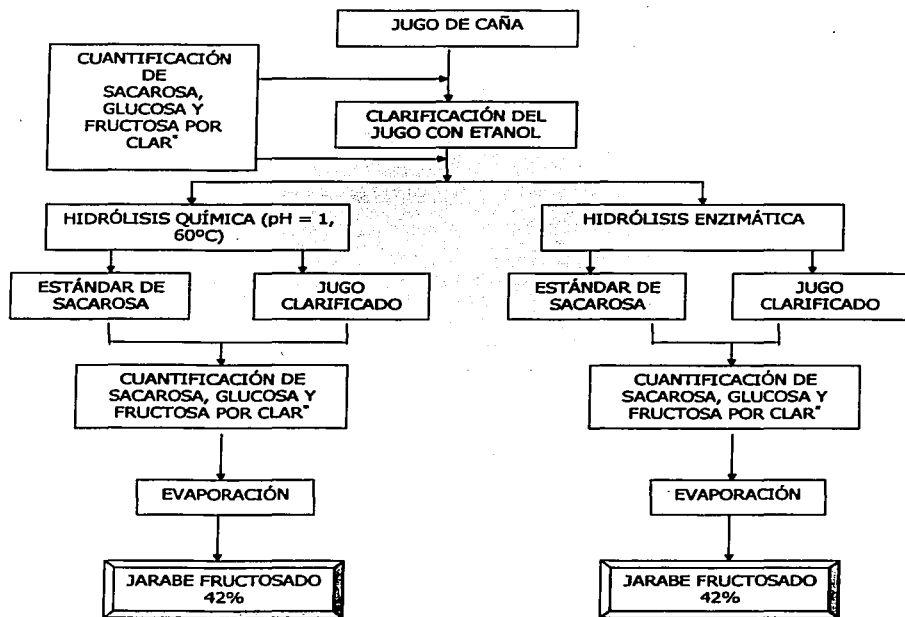 JUGO DE CAÑA
CUANTIFICACIÓN
DE
SACAROSA,
GLUCOSA Y
FRUCTOSA POR
CLAR*
CLARIFICACIÓN DEL
JUGO CON ETANOL
HIDRÓLISIS QUÍMICA (pH = 1,
60ºC)
HIDRÓLISIS ENZIMÁTICA
ESTÁNDAR DE
SACAROSA
JUGO
CLARIFICADO
ESTÁNDAR DE
SACAROSA
JUGO
CLARIFICADO
CUANTIFICACIÓN DE
SACAROSA, GLUCOSA Y
FRUCTOSA POR CLAR*
CUANTIFICACIÓN DE
SACAROSA, GLUCOSA Y
FRUCTOSA POR CLAR*
EVAPORACIÓN
EVAPORACIÓN
JARABE FRUCTOSADO
42%
JARABE FRUCTOSADO
42%